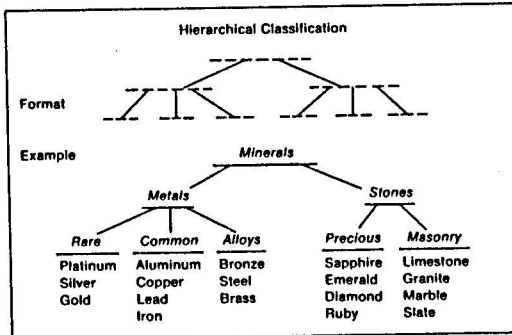 Hierarchical Classification
Format
Example
Minerals
Metals Stones
Rare Common Alloys Precious Masonry
Platinum Aluminum Bronze Sapphire Limestone
Silver Copper Steel Emerald Granite
Gold Lead Brass Diamond Marble
Iron Ruby Slate